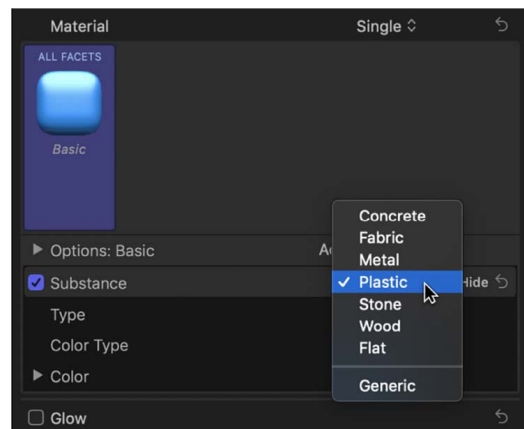 Material Single
ALL FACETS
Basic
Concrete
Fabric
Options: Basic
Metal
Substance ✓ Plastic
Stone
Type
Wood
Color Type
Flat
Color
Generic
Glow